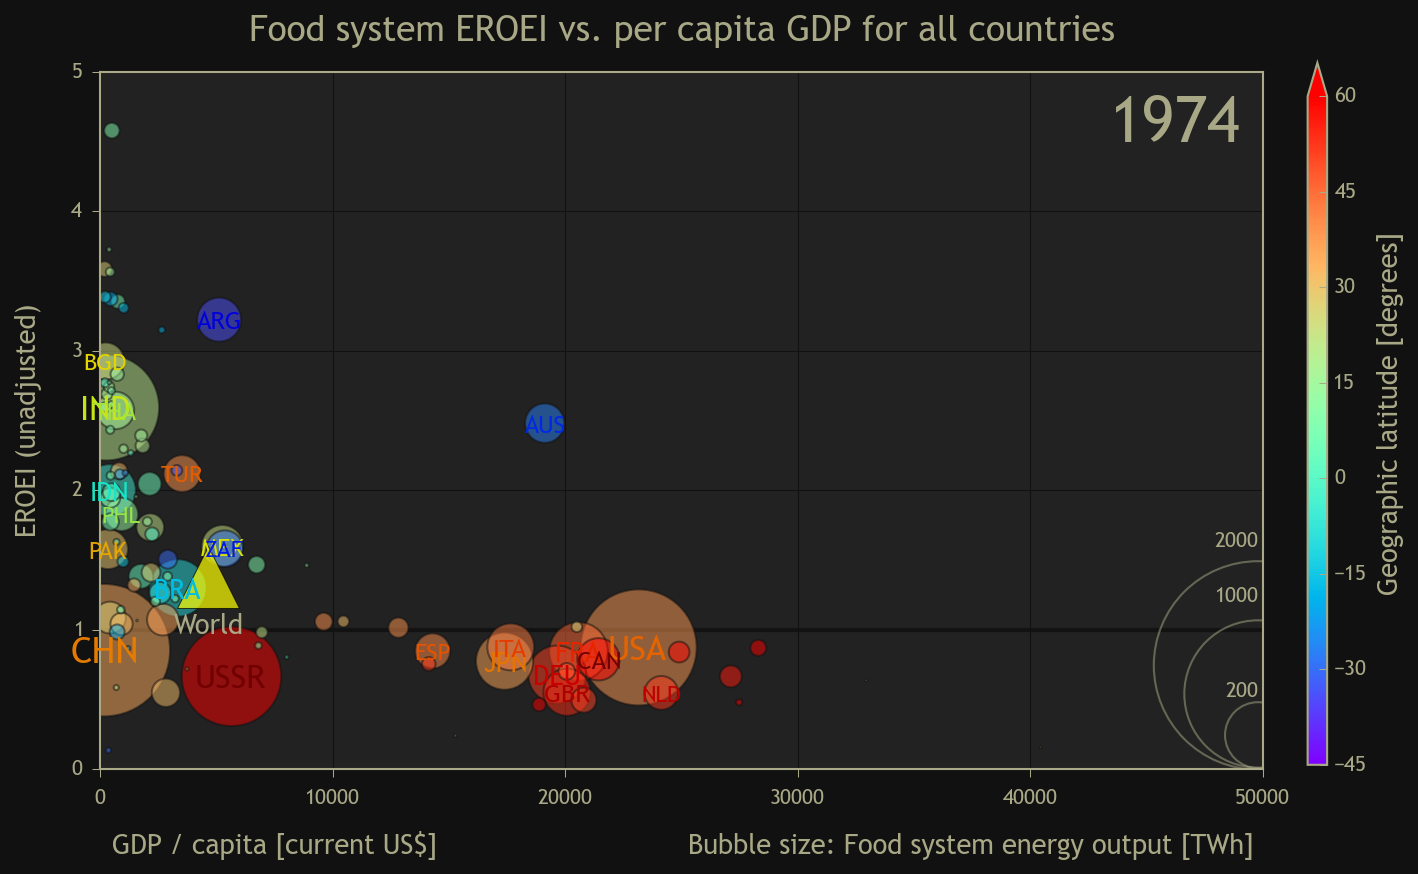 Food system EROEI vs. per capita GDP for all countries
1974
5
4
3
2
1
0
EROEI (unadjusted)
ARG
BGD
IND
AUS
TUR
IDN
PHL
PAK
MEX
ZAF
BRA
World
CHN
USSR
ESP
ITA
JPN
DEU
GBR
CAN
USA
NLD
2000
1000
200
0
10000
20000
30000
40000
50000
GDP / capita [current US$]
Bubble size: Food system energy output [TWh]
60
45
30
15
0
−15
−30
−45
Geographic latitude [degrees]